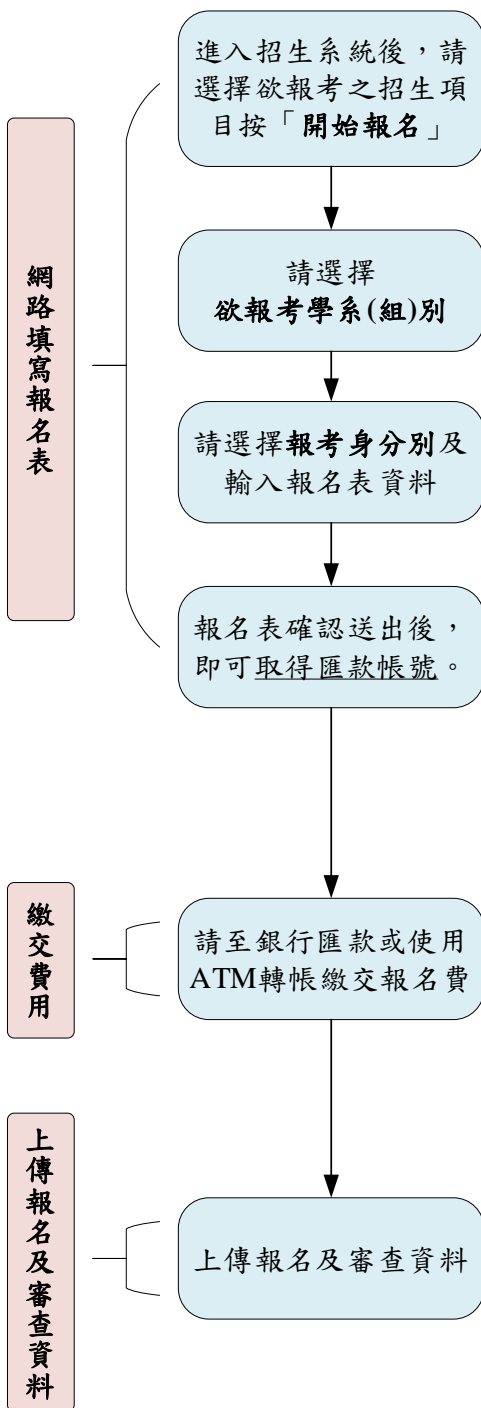 進入招生系統後，請
選擇欲報考之招生項
目按「開始報名」
網路填寫報名表
請選擇
欲報考學系(組)別
請選擇報考身分別及
輸入報名表資料
報名表確認送出後，
即可取得匯款帳號。
繳交費用
請至銀行匯款或使用
ATM轉帳繳交報名費
上傳報名及審查資料
上傳報名及審查資料